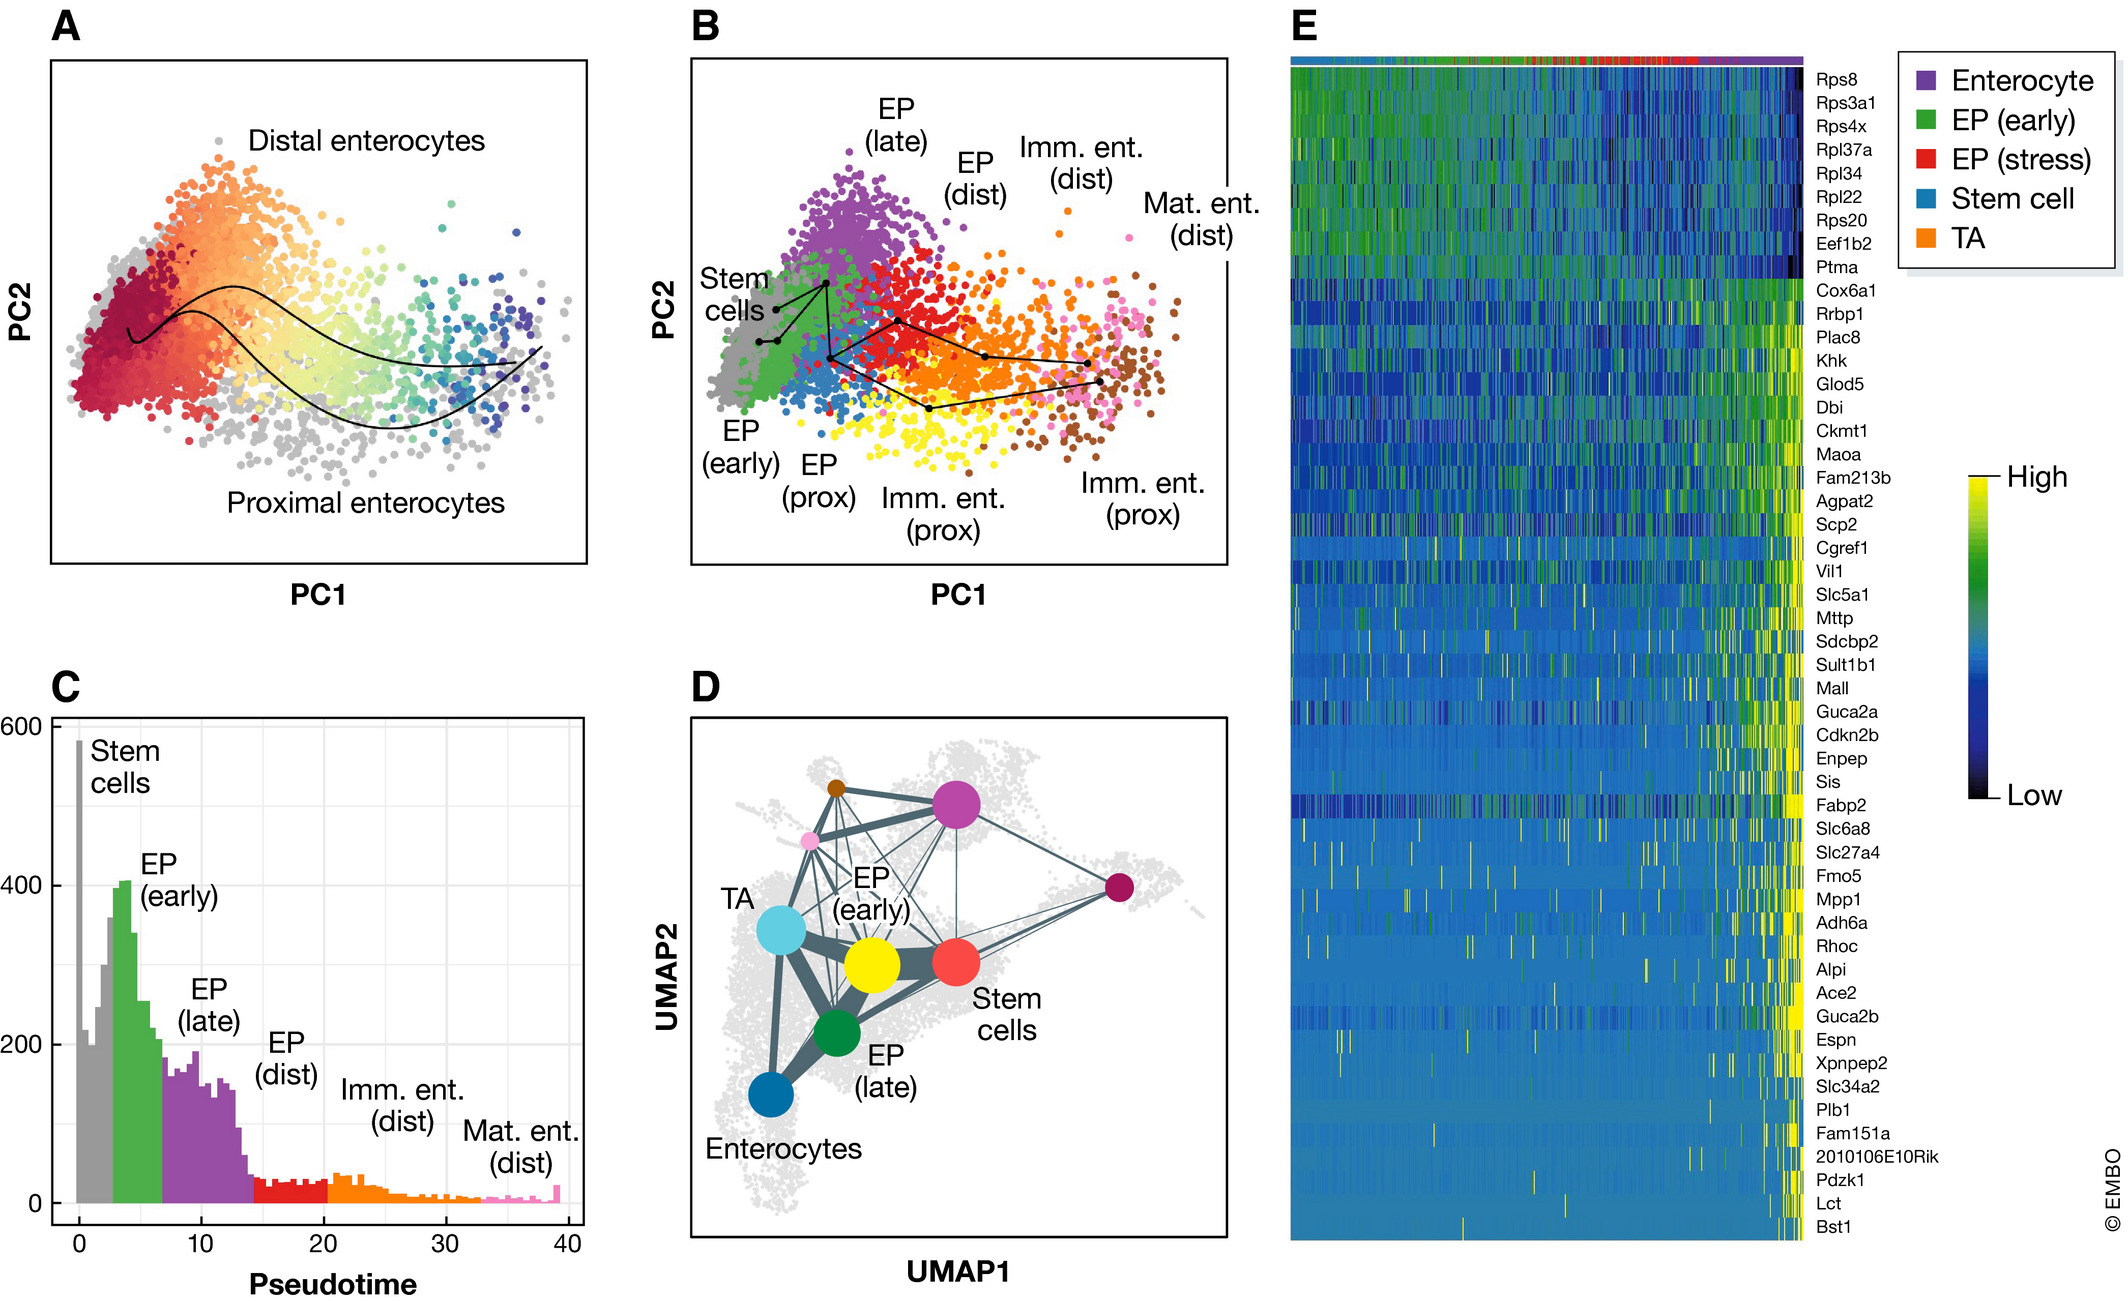 A
Distal enterocytes
Proximal enterocytes
PC2
PC1
B
EP
(late)
EP
(dist)
Imm. ent.
(dist)
Mat. ent.
(dist)
Stem
cells
EP
(early)
EP
(prox)
Imm. ent.
(prox)
Imm. ent.
(prox)
PC2
PC1
C
600
400
200
0
Stem
cells
EP
(early)
EP
(late)
EP
(dist)
Imm. ent.
(dist)
Mat. ent.
(dist)
0 10 20 30 40
Pseudotime
D
TA
EP
(early)
Stem
cells
EP
(late)
Enterocytes
UMAP2
UMAP1
E
Rps8
Rps3a1
Rps4x
Rpl37a
Rpl34
Rpl22
Rps20
Eef1b2
Ptma
Cox6a1
Rrbp1
Plac8
Khk
Glod5
Dbi
Ckmt1
Maoa
Fam213b
Agpat2
Scp2
Cgref1
Vil1
Slc5a1
Mttp
Sdcbp2
Sult1b1
Mall
Guca2a
Cdkn2b
Enpep
Sis
Fabp2
Slc6a8
Slc27a4
Fmo5
Mpp1
Adh6a
Rhoc
Alpi
Ace2
Guca2b
Espn
Xpnpep2
Slc34a2
Plb1
Fam151a
2010106E10Rik
Pdzk1
Lct
Bst1
Enterocyte
EP (early)
EP (stress)
Stem cell
TA
High
Low
© EMBO